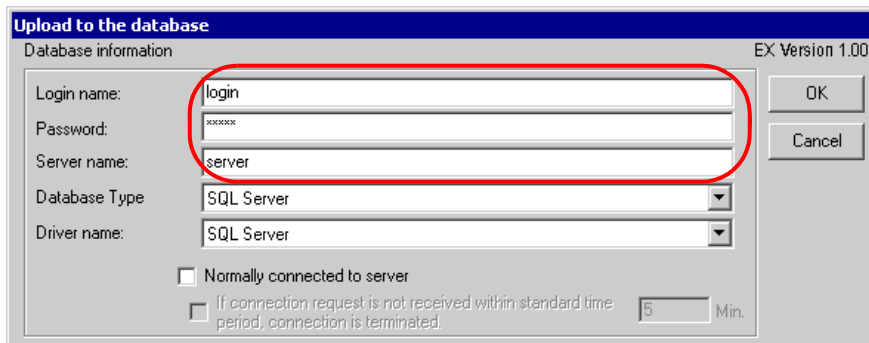 Upload to the database
Database information EX Version 1.00
Login name: login OK
Password: xxxxx
Cancel
Server name: server
Database Type SQL Server
Driver name: SQL Server
Normally connected to server
If connection request is not received within standard time 5 Min.
period, connection is terminated.